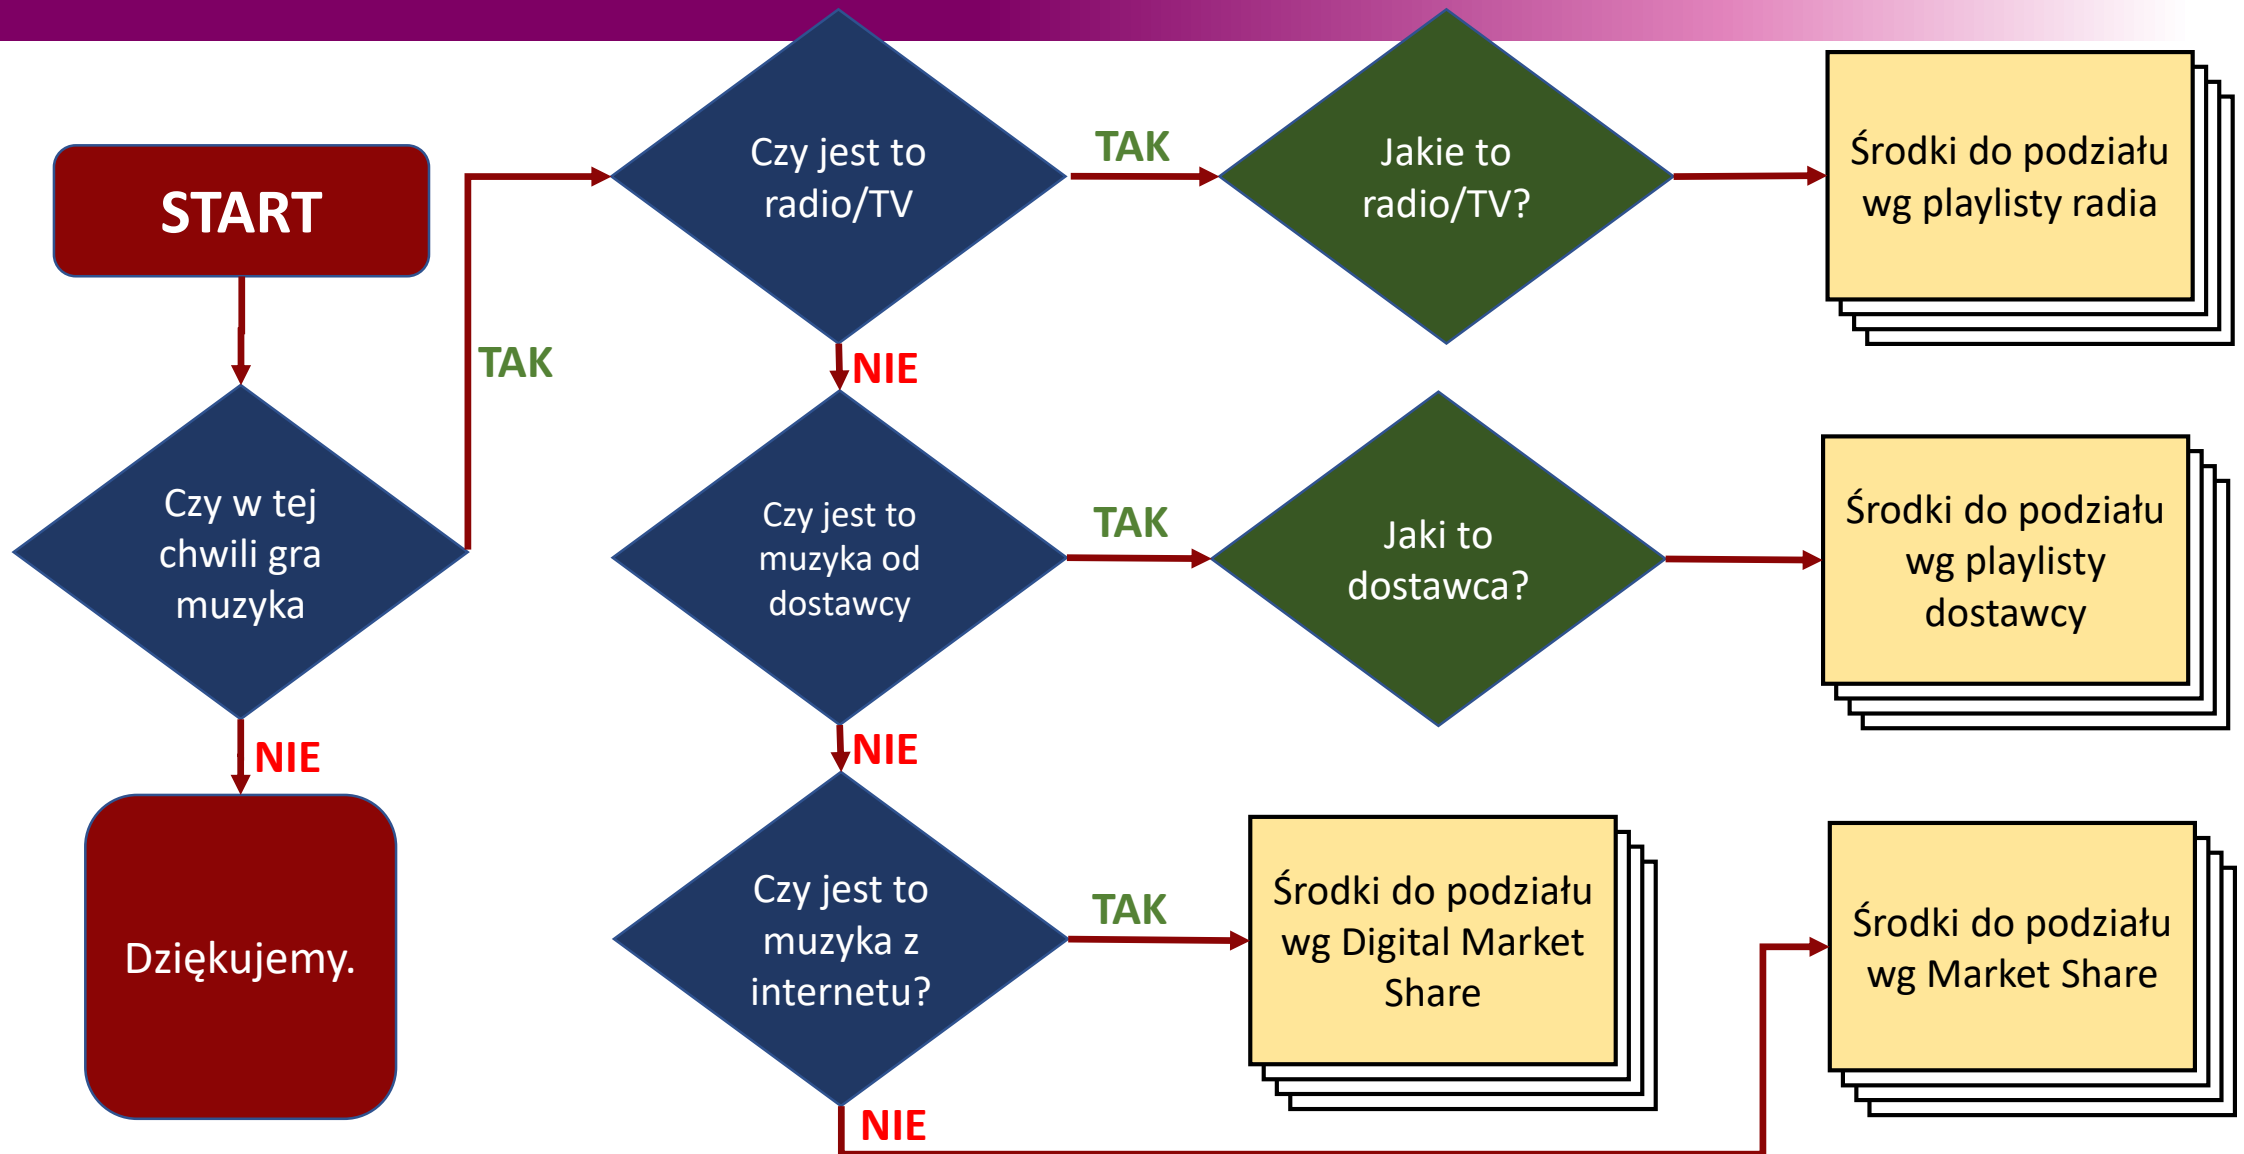 START
Czy w tej
chwili gra
muzyka
NIE
Dziękujemy.
TAK
Czy jest to
radio/TV
TAK
Jakie to
radio/TV?
Środki do podziału
wg playlisty radia
NIE
Czy jest to
muzyka od
dostawcy
TAK
Jaki to
dostawca?
Środki do podziału
wg playlisty
dostawcy
NIE
Czy jest to
muzyka z
internetu?
TAK
Środki do podziału
wg Digital Market
Share
NIE
Środki do podziału
wg Market Share